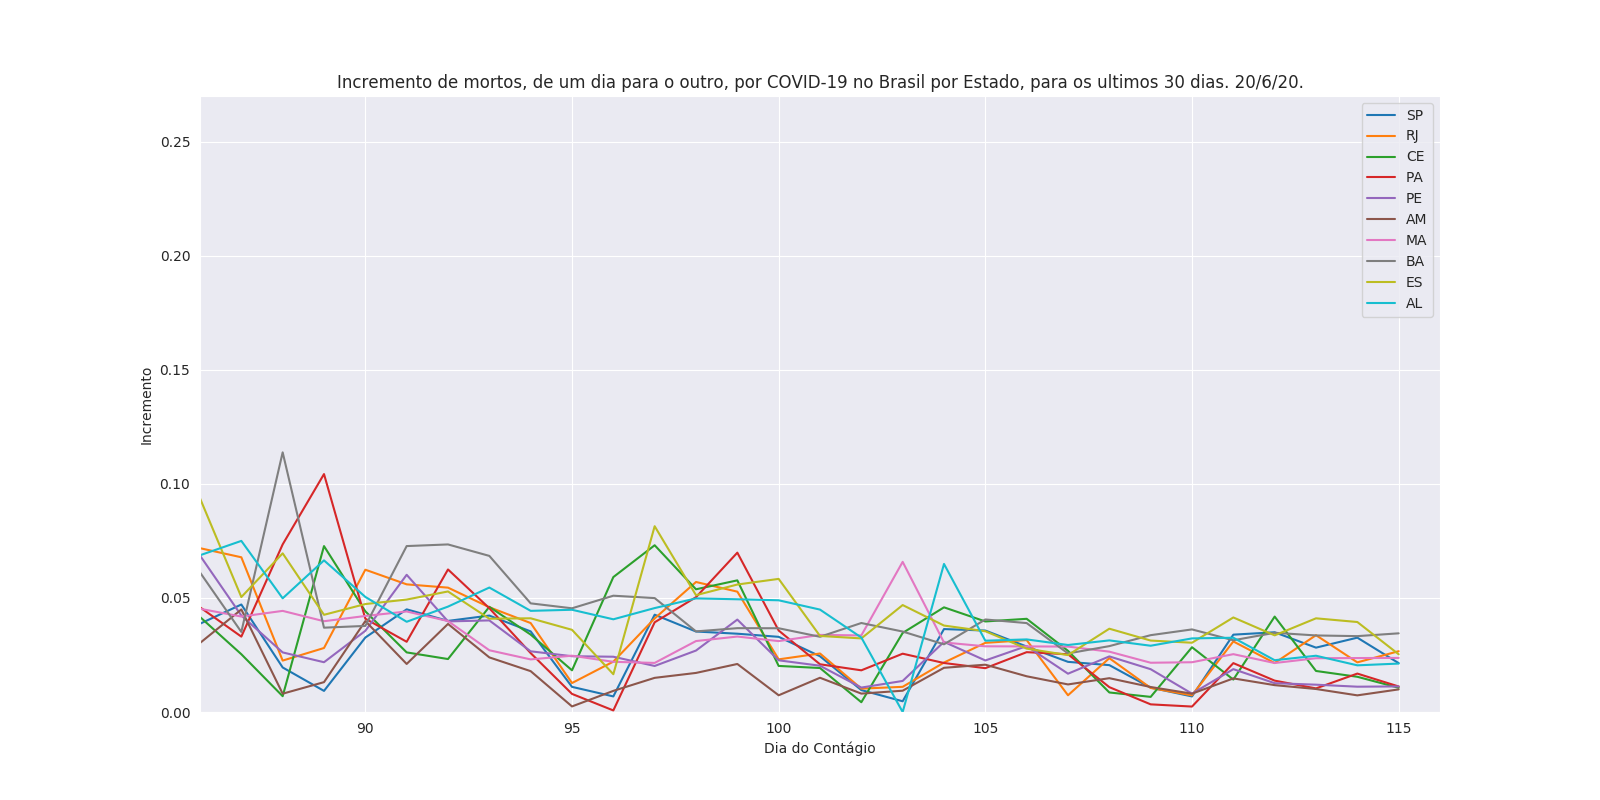 Incremento de mortos, de um dia para o outro, por COVID-19 no Brasil por Estado, para os ultimos 30 dias. 20/6/20.
SP
RJ
CE
PA
PE
AM
MA
BA
ES
AL
Incremento
0.25
0.20
0.15
0.10
0.05
0.00
90 95 100 105 110 115
Dia do Contágio